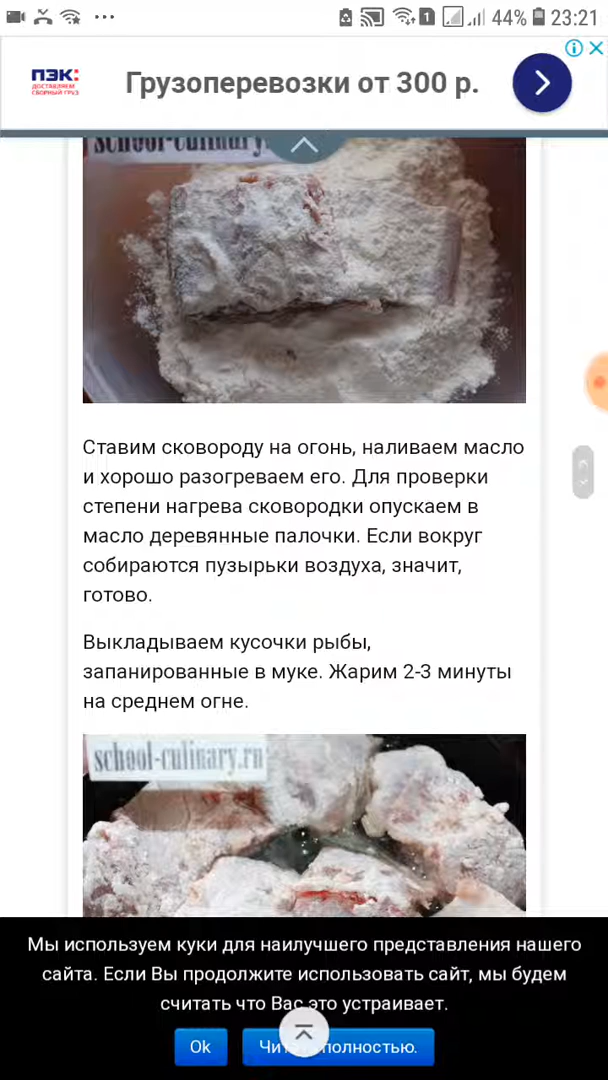 1
44%
23:21
ПЭК:
ДОСТАВЛЯЕМ
СБОРНЫЙ ГРУЗ
Грузоперевозки от 300 р.
school-culinary.
Ставим сковороду на огонь, наливаем масло
и хорошо разогреваем его. Для проверки
степени нагрева сковородки опускаем в
масло деревянные палочки. Если вокруг
собираются пузырьки воздуха, значит,
готово.
Выкладываем кусочки рыбы,
запанированные в муке. Жарим 2-3 минуты
на среднем огне.
school-culinary.ru
Мы используем куки для наилучшего представления нашего
сайта. Если Вы продолжите использовать сайт, мы будем
считать что Вас это устраивает.
Ok
полностью.